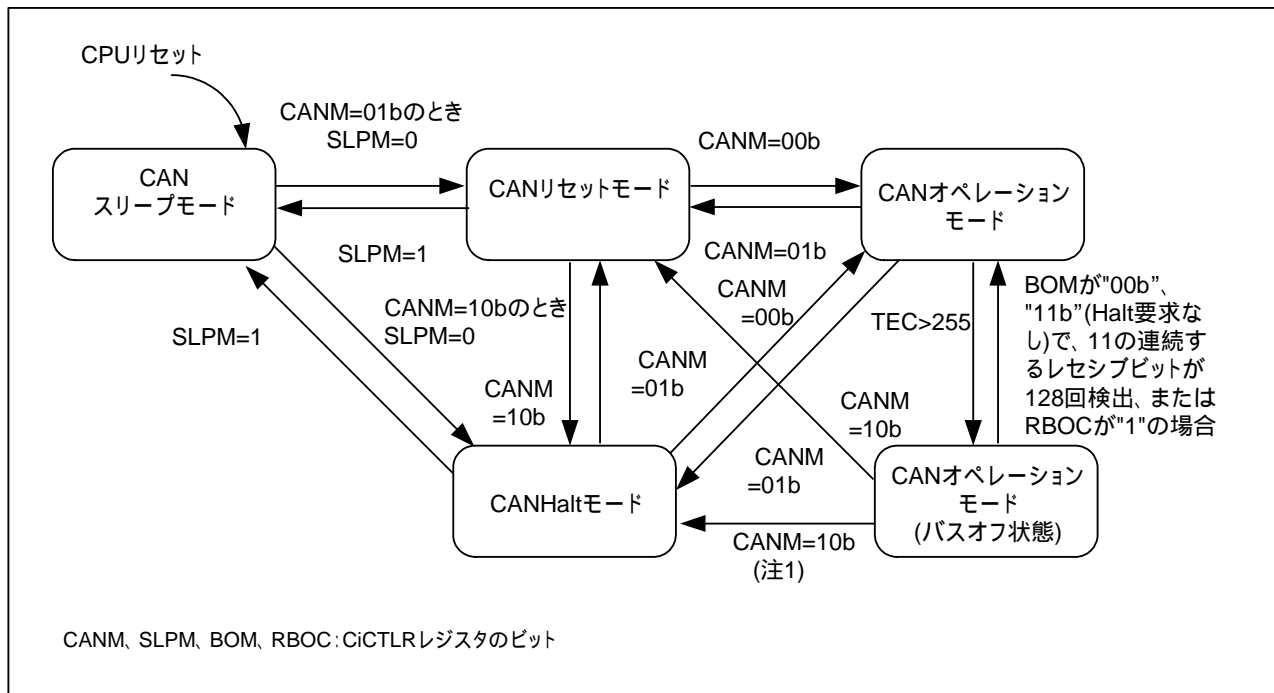 CPUリセット
CANM=01bのとき
SLPM=0
CANM=00b
CAN
スリープモード
CANリセットモード
CANオペレーション
モード
SLPM=1
CANM=01b
CANM=10bのとき
SLPM=0
CANM
=00b
SLPM=1
TEC>255
BOMが"00b"、
"11b"(Halt要求な
し)で、11の連続す
るレセシブビットが
128回検出、または
RBOCが"1"の場合
CANM
=10b
CANM
=01b
CANM
=10b
CANM
=01b
CANHaltモード
CANオペレーション
モード
(バスオフ状態)
CANM=10b
(注1)
CANM、SLPM、BOM、RBOC:CiCTLRレジスタのビット